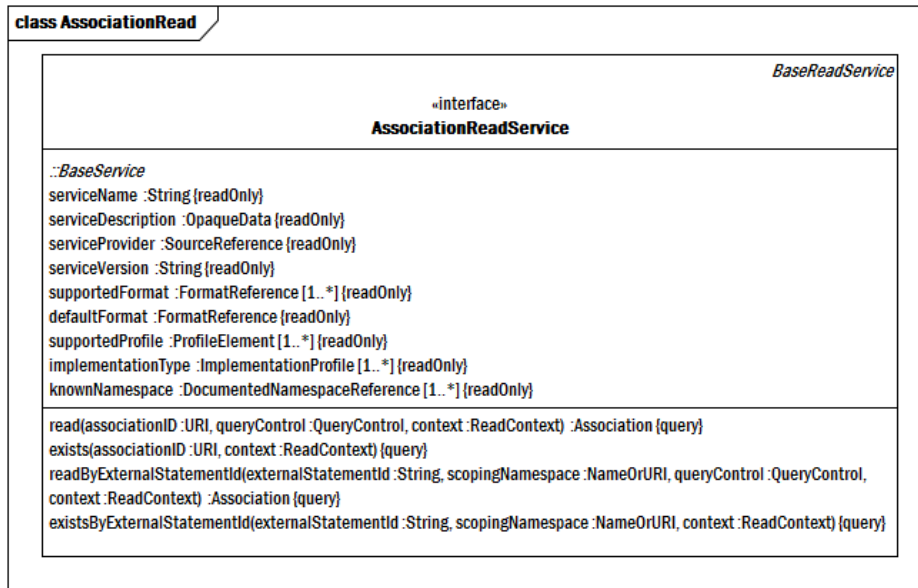 class AssociationRead
BaseReadService
«interface»
AssociationReadService
::BaseService
serviceName :String {readOnly}
serviceDescription :OpaqueData {readOnly}
serviceProvider :SourceReference {readOnly}
serviceVersion :String {readOnly}
supportedFormat :FormatReference [1..*] {readOnly}
defaultFormat :FormatReference {readOnly}
supportedProfile :ProfileElement [1..*] {readOnly}
implementationType :ImplementationProfile [1..*] {readOnly}
knownNamespace :DocumentedNamespaceReference [1..*] {readOnly}
read(associationID :URI, queryControl :QueryControl, context :ReadContext) :Association {query}
exists(associationID :URI, context :ReadContext) {query}
readByExternalStatementId(externalStatementId :String, scopingNamespace :NameOrURI, queryControl :QueryControl,
context :ReadContext) :Association {query}
existsByExternalStatementId(externalStatementId :String, scopingNamespace :NameOrURI, context :ReadContext) {query}